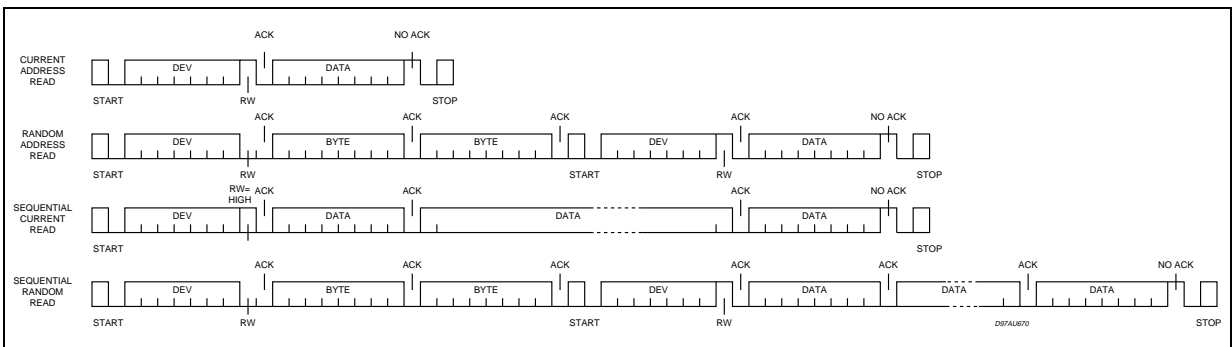 ACK NO ACK
CURRENT ADDRESS READ
DEV DATA
START RW STOP
ACK ACK ACK ACK NO ACK
RANDOM ADDRESS READ
DEV BYTE BYTE DEV DATA
START RW START RW STOP
RW= HIGH ACK ACK ACK NO ACK
SEQUENTIAL CURRENT READ
DEV DATA DATA DATA
START STOP
ACK ACK ACK ACK ACK ACK NO ACK
SEQUENTIAL RANDOM READ
DEV BYTE BYTE DEV DATA DATA DATA
START RW START RW D97AU670 STOP